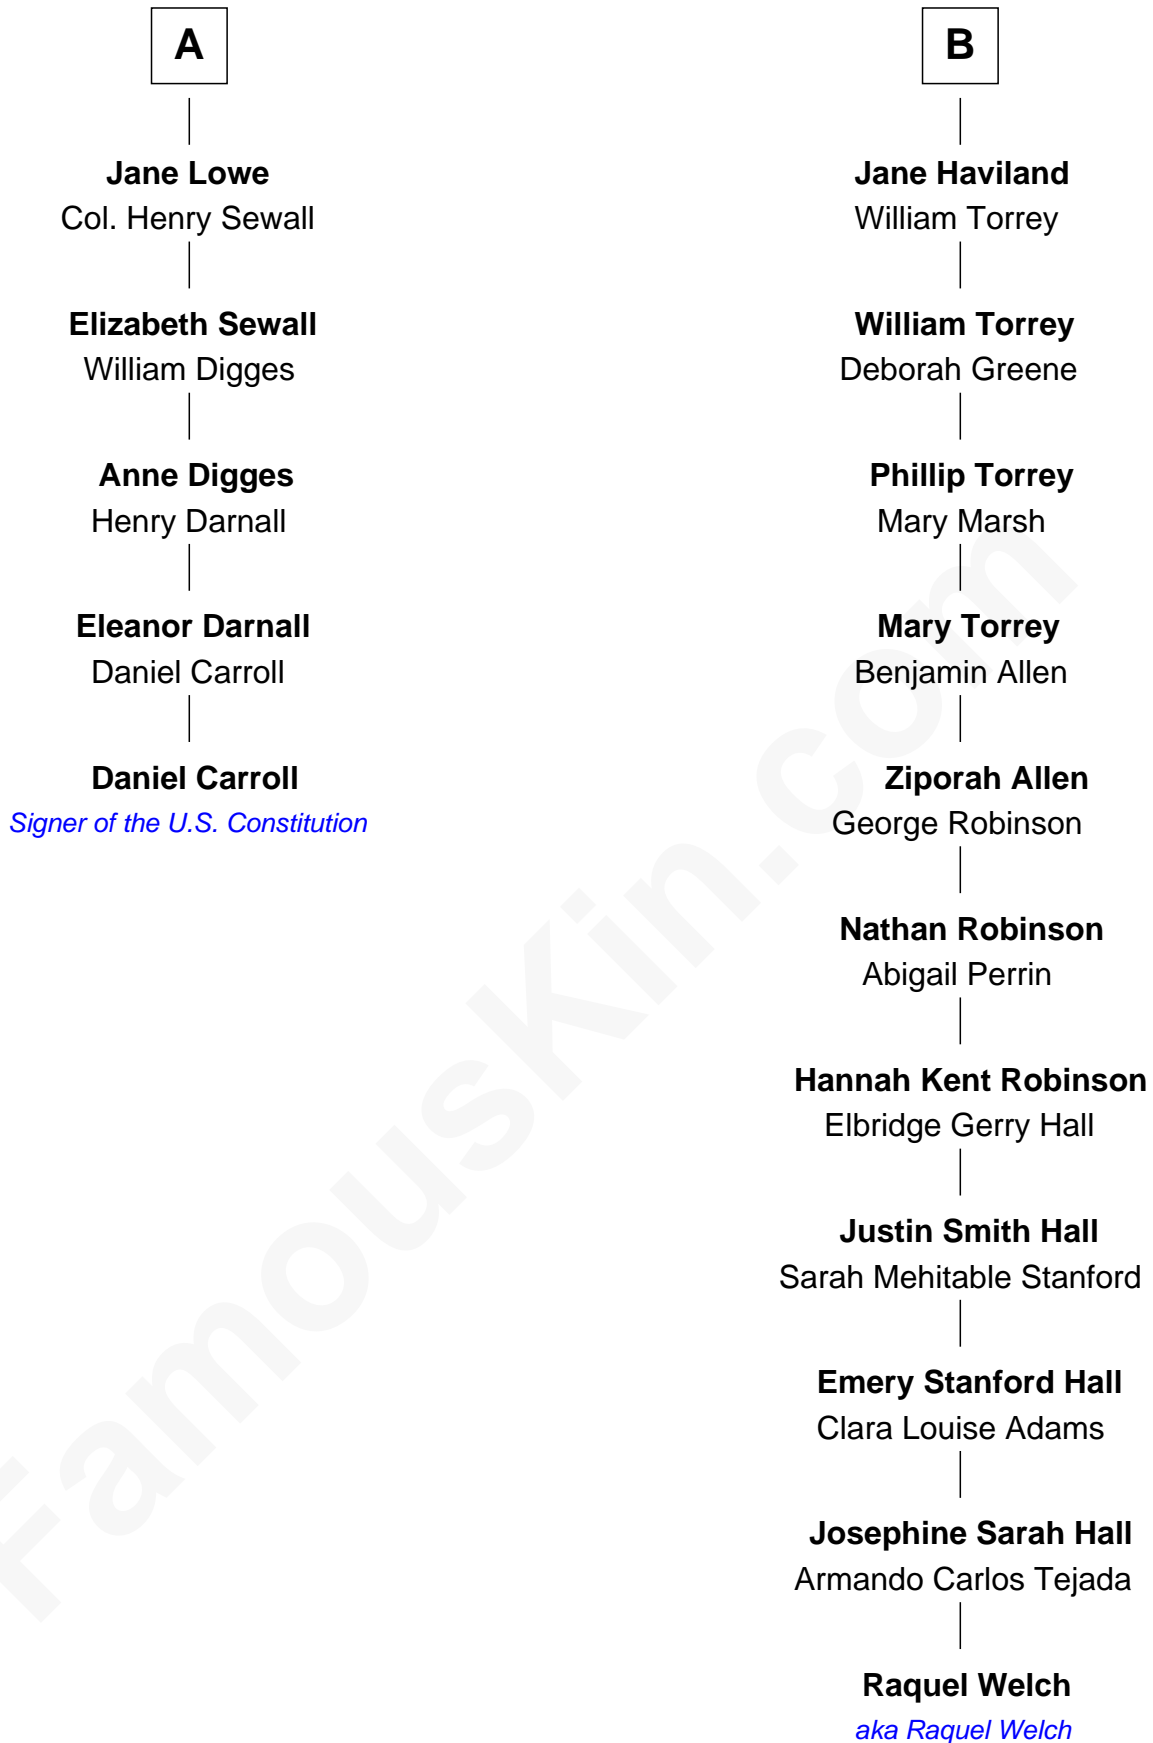 A
Jane Lowe
Col. Henry Sewall
Elizabeth Sewall
William Digges
Anne Digges
Henry Darnall
Eleanor Darnall
Daniel Carroll
Daniel Carroll
Signer of the U.S. Constitution
B
Jane Haviland
William Torrey
William Torrey
Deborah Greene
Phillip Torrey
Mary Marsh
Mary Torrey
Benjamin Allen
Ziporah Allen
George Robinson
Nathan Robinson
Abigail Perrin
Hannah Kent Robinson
Elbridge Gerry Hall
Justin Smith Hall
Sarah Mehitable Stanford
Emery Stanford Hall
Clara Louise Adams
Josephine Sarah Hall
Armando Carlos Tejada
Raquel Welch
aka Raquel Welch
FamousKin.com